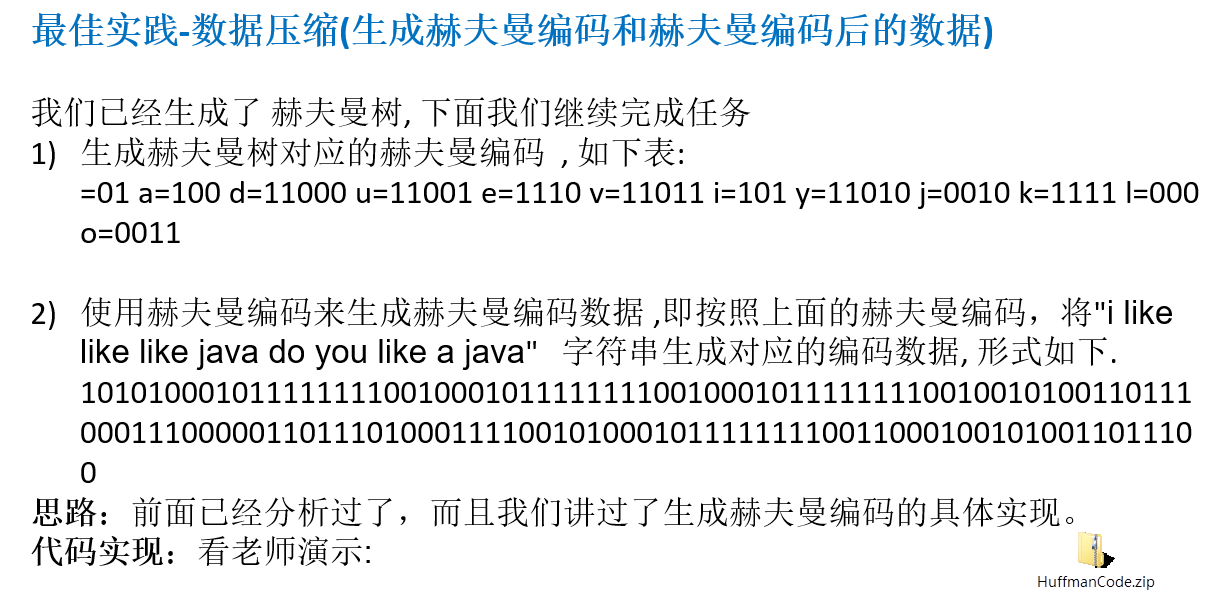 最佳实践-数据压缩(生成赫夫曼编码和赫夫曼编码后的数据)
我们已经生成了 赫夫曼树, 下面我们继续完成任务
1) 生成赫夫曼树对应的赫夫曼编码 , 如下表:
=01 a=100 d=11000 u=11001 e=1110 v=11011 i=101 y=11010 j=0010 k=1111 l=000
o=0011
2) 使用赫夫曼编码来生成赫夫曼编码数据 ,即按照上面的赫夫曼编码，将"i like
like like java do you like a java" 字符串生成对应的编码数据, 形式如下.
10101000101111111100100010111111110010001011111111001001010011011100
01110000011011101000111100101000101111111100110001001010011011100
0
思路：前面已经分析过了，而且我们讲过了生成赫夫曼编码的具体实现。
代码实现：看老师演示:
HuffmanCode.zip